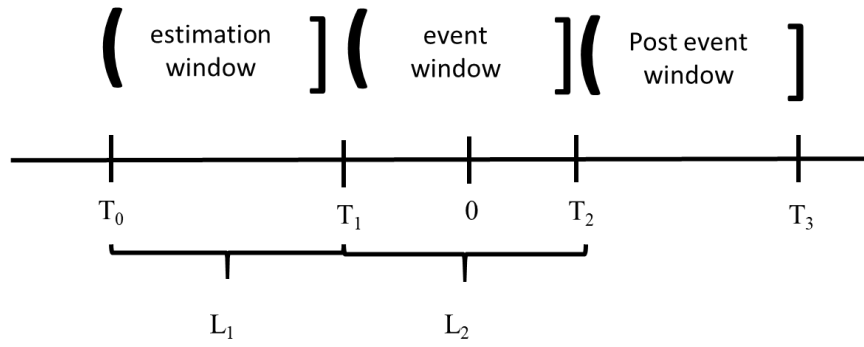 ( estimation window ]
( event window ]
( Post event window ]
T₀ T₁ 0 T₂ T₃
L₁ L₂